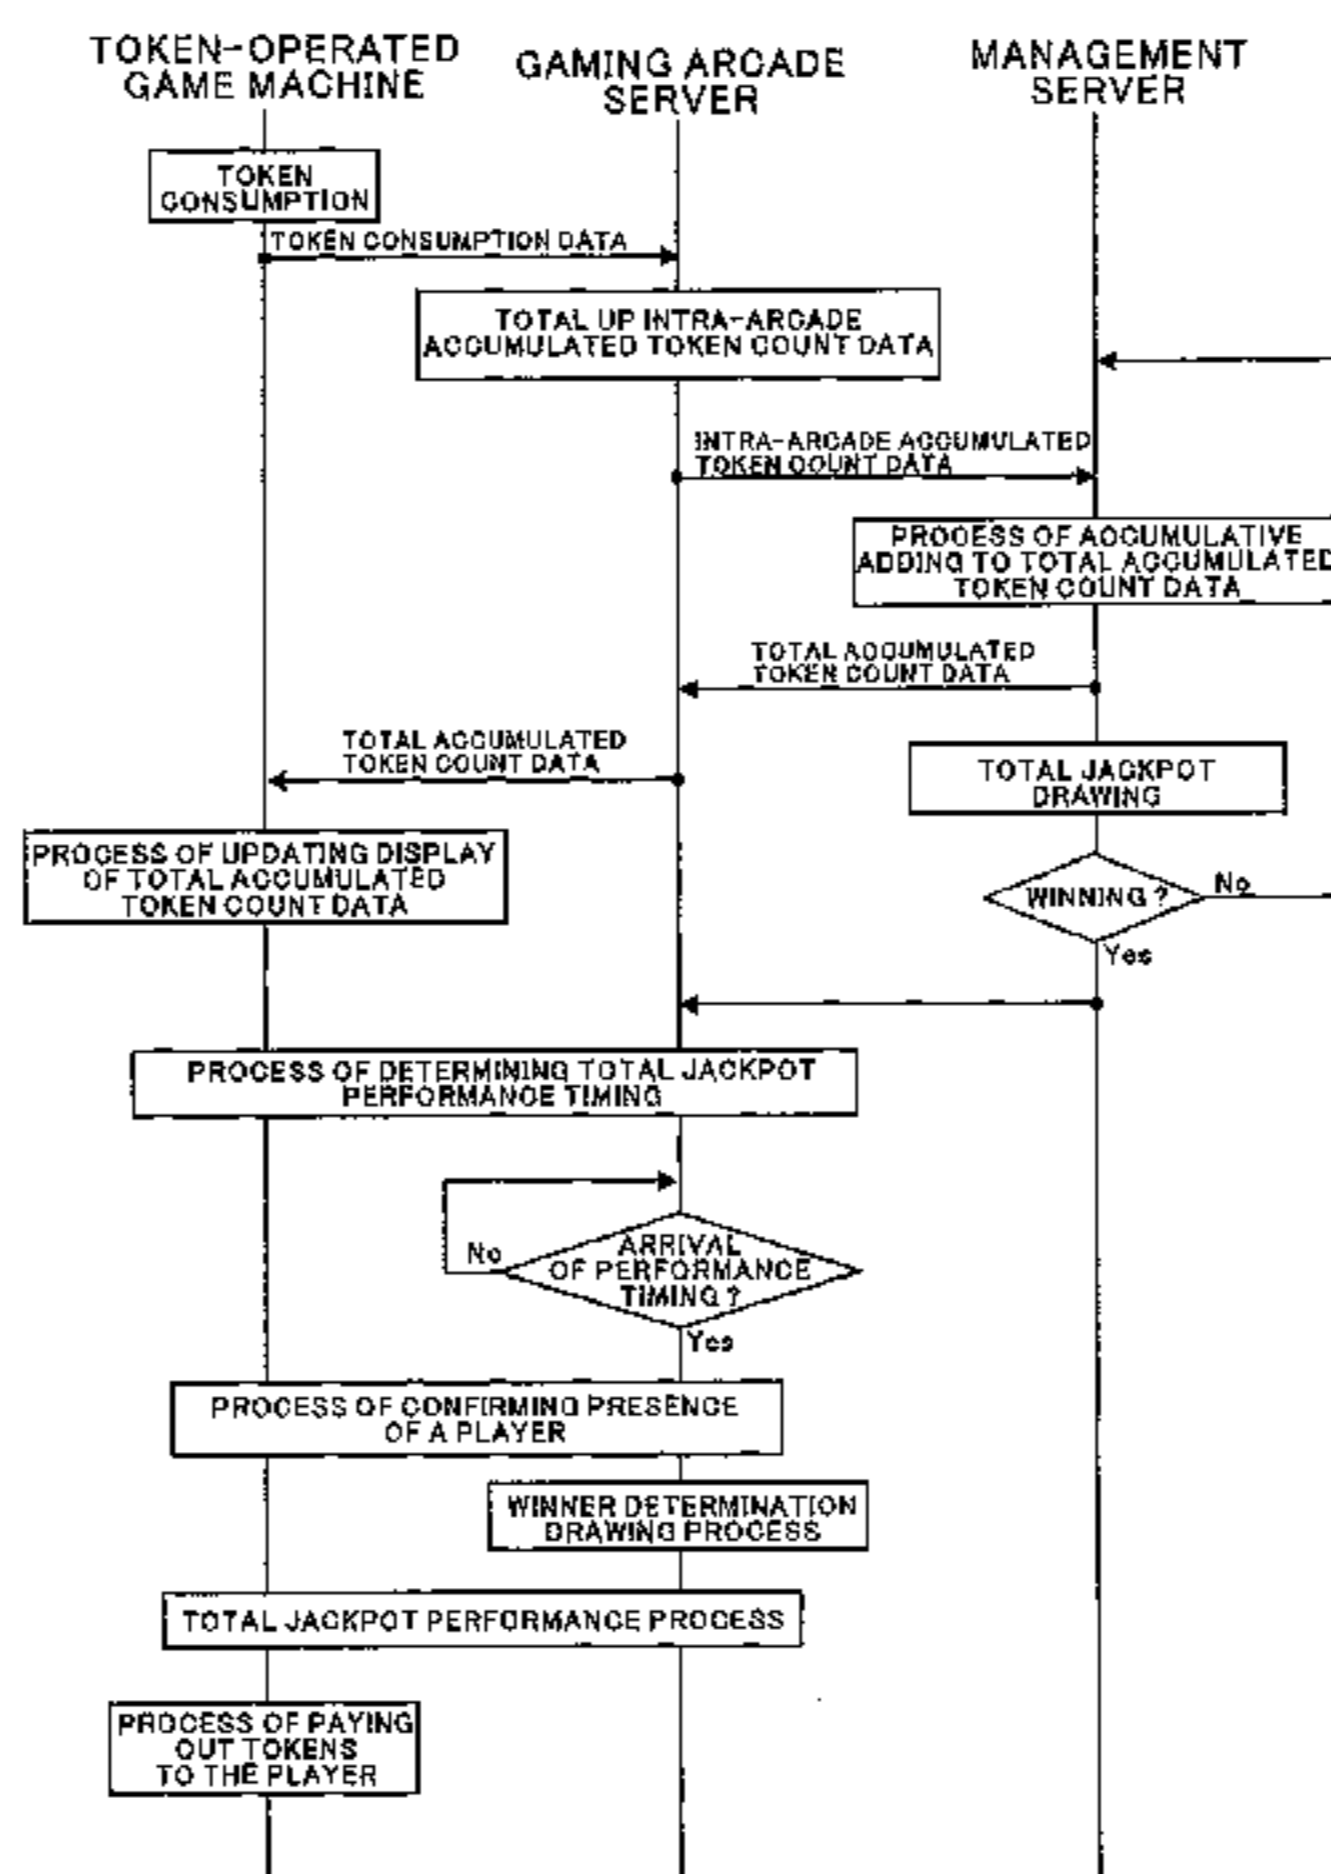 TOKEN-OPERATED
GAME MACHINE
GAMING ARCADE
SERVER
MANAGEMENT
SERVER
TOKEN
CONSUMPTION
TOKEN CONSUMPTION DATA
TOTAL UP INTRA-ARCADE
ACCUMULATED TOKEN COUNT DATA
INTRA-ARCADE ACCUMULATED
TOKEN COUNT DATA
PROCESS OF ACCUMULATIVE
ADDING TO TOTAL ACCUMULATED
TOKEN COUNT DATA
TOTAL ACCUMULATED
TOKEN COUNT DATA
TOTAL ACCUMULATED
TOKEN COUNT DATA
TOTAL JACKPOT
DRAWING
PROCESS OF UPDATING DISPLAY
OF TOTAL ACCUMULATED
TOKEN COUNT DATA
WINNING ?
No
Yes
PROCESS OF DETERMINING TOTAL JACKPOT
PERFORMANCE TIMING
No
ARRIVAL
OF PERFORMANCE
TIMING ?
Yes
PROCESS OF CONFIRMING PRESENCE
OF A PLAYER
WINNER DETERMINATION
DRAWING PROCESS
TOTAL JACKPOT PERFORMANCE PROCESS
PROCESS OF PAYING
OUT TOKENS
TO THE PLAYER